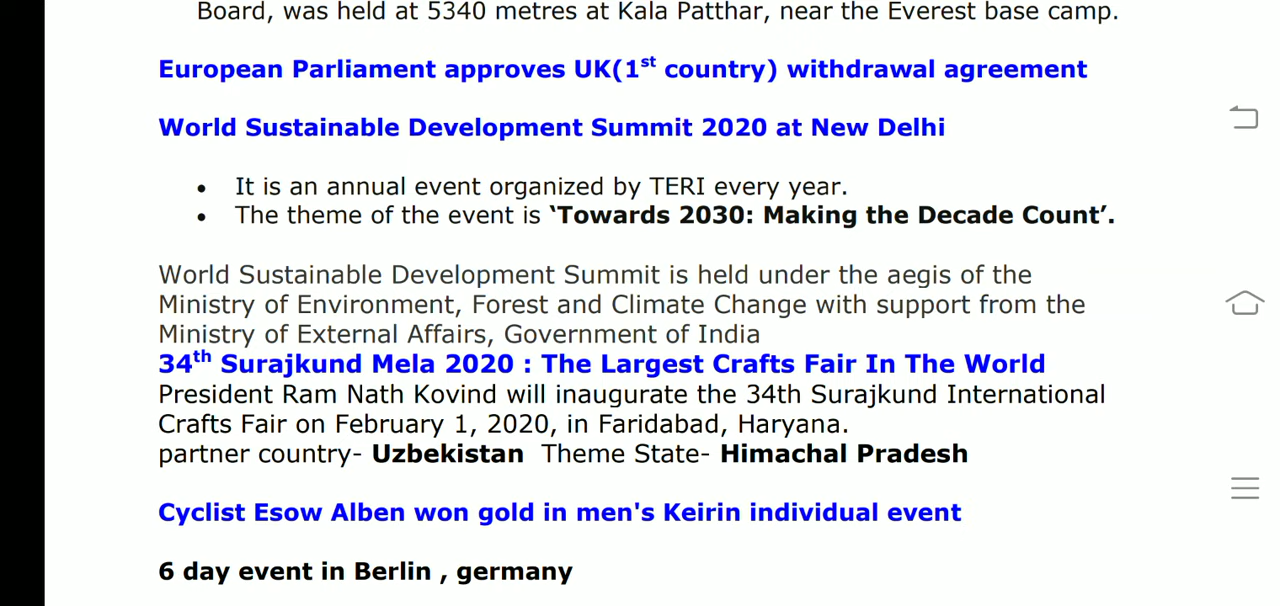 Board, was held at 5340 metres at Kala Patthar, near the Everest base camp.
European Parliament approves UK(1st country) withdrawal agreement
World Sustainable Development Summit 2020 at New Delhi
• It is an annual event organized by TERI every year.
• The theme of the event is ‘Towards 2030: Making the Decade Count’.
World Sustainable Development Summit is held under the aegis of the
Ministry of Environment, Forest and Climate Change with support from the
Ministry of External Affairs, Government of India
34th Surajkund Mela 2020 : The Largest Crafts Fair In The World
President Ram Nath Kovind will inaugurate the 34th Surajkund International
Crafts Fair on February 1, 2020, in Faridabad, Haryana.
partner country- Uzbekistan Theme State- Himachal Pradesh
Cyclist Esow Alben won gold in men's Keirin individual event
6 day event in Berlin , germany